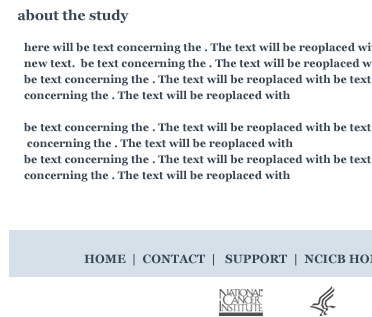 about the study
here will be text concerning the . The text will be reoplaced
new text.  be text concerning the . The text will be reoplaced
be text concerning the . The text will be reoplaced with be text
concerning the . The text will be reoplaced with
be text concerning the . The text will be reoplaced with be text
concerning the . The text will be reoplaced with
be text concerning the . The text will be reoplaced with be text
concerning the . The text will be reoplaced with
HOME | CONTACT | SUPPORT | NCICB
NATIONAL
CANCER
INSTITUTE